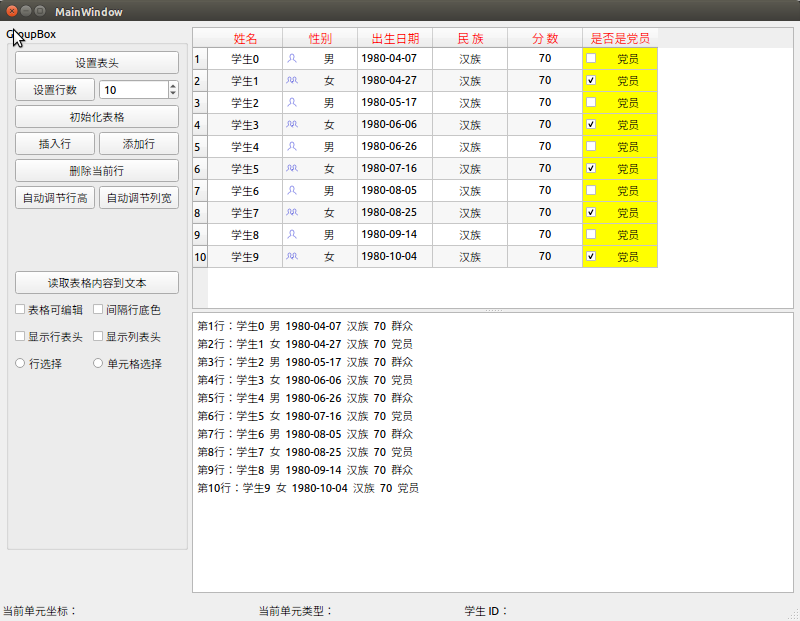 MainWindow
GroupBox
设置表头
设置行数 10
初始化表格
插入行 添加行
删除当前行
自动调节行高 自动调节列宽
读取表格内容到文本
表格可编辑 间隔行底色
显示行表头 显示列表头
行选择 单元格选择
姓名 性别 出生日期 民 族 分 数 是否是党员
1 学生0 男 1980-04-07 汉族 70 党员
2 学生1 女 1980-04-27 汉族 70 党员
3 学生2 男 1980-05-17 汉族 70 党员
4 学生3 女 1980-06-06 汉族 70 党员
5 学生4 男 1980-06-26 汉族 70 党员
6 学生5 女 1980-07-16 汉族 70 党员
7 学生6 男 1980-08-05 汉族 70 党员
8 学生7 女 1980-08-25 汉族 70 党员
9 学生8 男 1980-09-14 汉族 70 党员
10 学生9 女 1980-10-04 汉族 70 党员
第1行：学生0 男 1980-04-07 汉族 70 群众
第2行：学生1 女 1980-04-27 汉族 70 党员
第3行：学生2 男 1980-05-17 汉族 70 群众
第4行：学生3 女 1980-06-06 汉族 70 党员
第5行：学生4 男 1980-06-26 汉族 70 群众
第6行：学生5 女 1980-07-16 汉族 70 党员
第7行：学生6 男 1980-08-05 汉族 70 群众
第8行：学生7 女 1980-08-25 汉族 70 党员
第9行：学生8 男 1980-09-14 汉族 70 群众
第10行：学生9 女 1980-10-04 汉族 70 党员
当前单元坐标： 当前单元类型： 学生 ID：